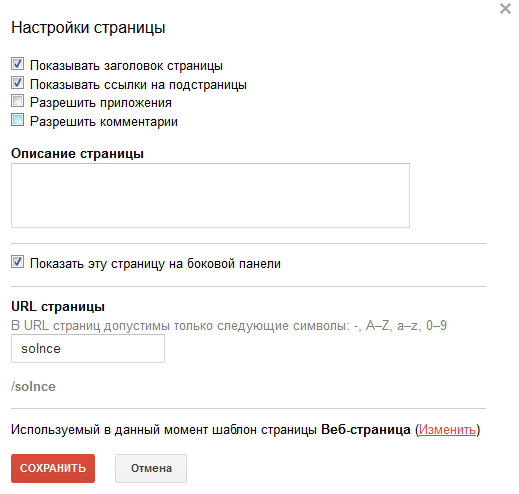 Настройки страницы
Показывать заголовок страницы
Показывать ссылки на подстраницы
Разрешить приложения
Разрешить комментарии
Описание страницы
Показать эту страницу на боковой панели
URL страницы
В URL страниц допустимы только следующие символы: -, A–Z, a–z, 0–9
solnce
/solnce
Используемый в данный момент шаблон страницы Веб-страница (Изменить)
СОХРАНИТЬ Отмена